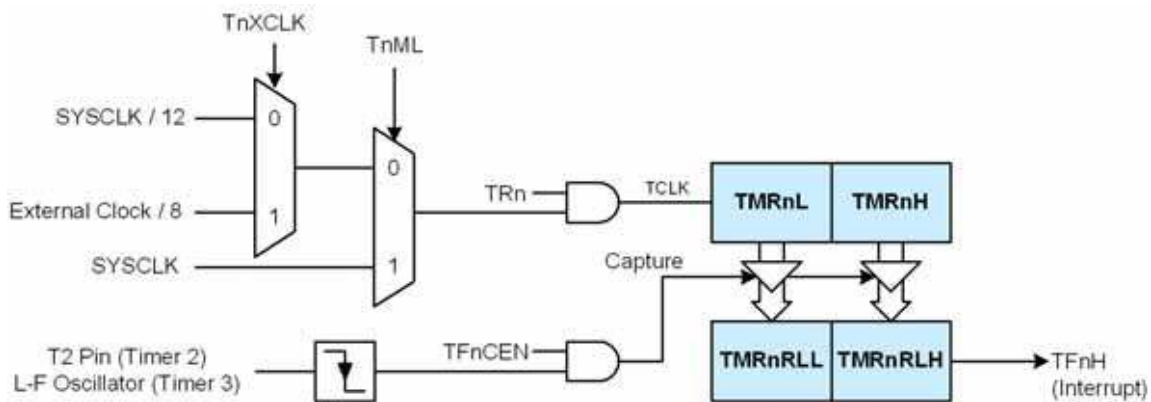 TnXCLK
TnML
SYSCLK / 12
0
0
External Clock / 8
1
TRn
TCLK
TMRnL
TMRnH
SYSCLK
1
Capture
T2 Pin (Timer 2)
L-F Oscillator (Timer 3)
TFnCEN
TMRnRLL
TMRnRLH
TFnH
(Interrupt)